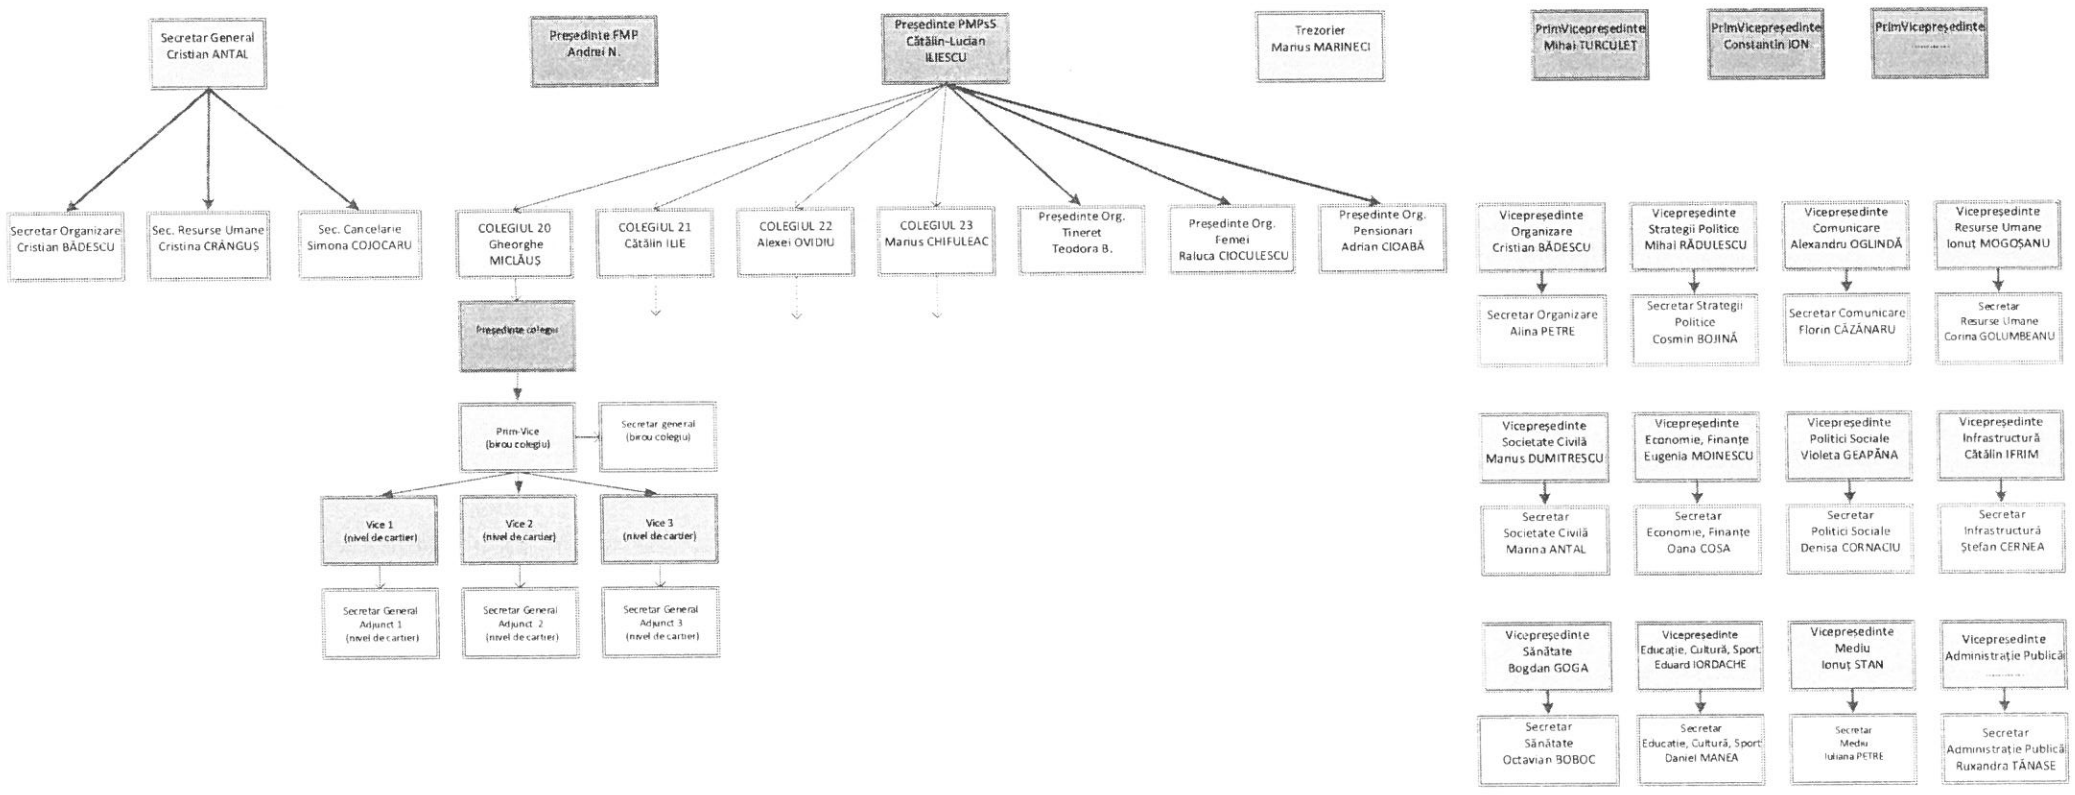 Secretar General
Cristian ANTAL
Președinte FMP
Andrei N.
Președinte PMPs5
Cătălin-Lucian
ILIESCU
Trezorier
Marius MARINECI
PrimVicepreședinte
Mihai TURCULEȚ
PrimVicepreședinte
Constantin ION
PrimVicepreședinte
Secretar Organizare
Cristian BĂDESCU
Sec. Resurse Umane
Cristina CRÂNGUȘ
Sec. Cancelarie
Simona COJOCARU
COLEGIUL 20
Gheorghe
MICLĂUȘ
COLEGIUL 21
Cătălin ILIE
COLEGIUL 22
Alexei OVIDIU
COLEGIUL 23
Marius CHIFULEAC
Președinte Org.
Tineret
Teodora B.
Președinte Org.
Femei
Raluca CIOCULESCU
Președinte Org.
Pensionari
Adrian CIOABĂ
Vicepreședinte
Organizare
Cristian BĂDESCU
Vicepreședinte
Strategii Politice
Mihai RĂDULESCU
Vicepreședinte
Comunicare
Alexandru OGLINDĂ
Vicepreședinte
Resurse Umane
Ionuț MOGOȘANU
Președinte colegiu
Secretar Organizare
Alina PETRE
Secretar Strategii
Politice
Cosmin BOJINĂ
Secretar Comunicare
Florin CĂZĂNARU
Secretar
Resurse Umane
Corina GOLUMBEANU
Prim-Vice
(birou colegiu)
Secretar general
(birou colegiu)
Vicepreședinte
Societate Civilă
Marius DUMITRESCU
Vicepreședinte
Economie, Finanțe
Eugenia MOINESCU
Vicepreședinte
Politici Sociale
Violeta GEAPĂNA
Vicepreședinte
Infrastructură
Cătălin IFRIM
Vice 1
(nivel de cartier)
Vice 2
(nivel de cartier)
Vice 3
(nivel de cartier)
Secretar
Societate Civilă
Marina ANTAL
Secretar
Economie, Finanțe
Oana COSA
Secretar
Politici Sociale
Denisa CORNACIU
Secretar
Infrastructură
Ștefan CERNEA
Secretar General
Adjunct 1
(nivel de cartier)
Secretar General
Adjunct 2
(nivel de cartier)
Secretar General
Adjunct 3
(nivel de cartier)
Vicepreședinte
Sănătate
Bogdan GOGA
Vicepreședinte
Educație, Cultură, Sport
Eduard IORDACHE
Vicepreședinte
Mediu
Ionuț STAN
Vicepreședinte
Administrație Publică
Secretar
Sănătate
Octavian BOBOC
Secretar
Educatie, Cultură, Sport
Daniel MANEA
Secretar
Mediu
Iuliana PETRE
Secretar
Administrație Publică
Ruxandra TĂNASE